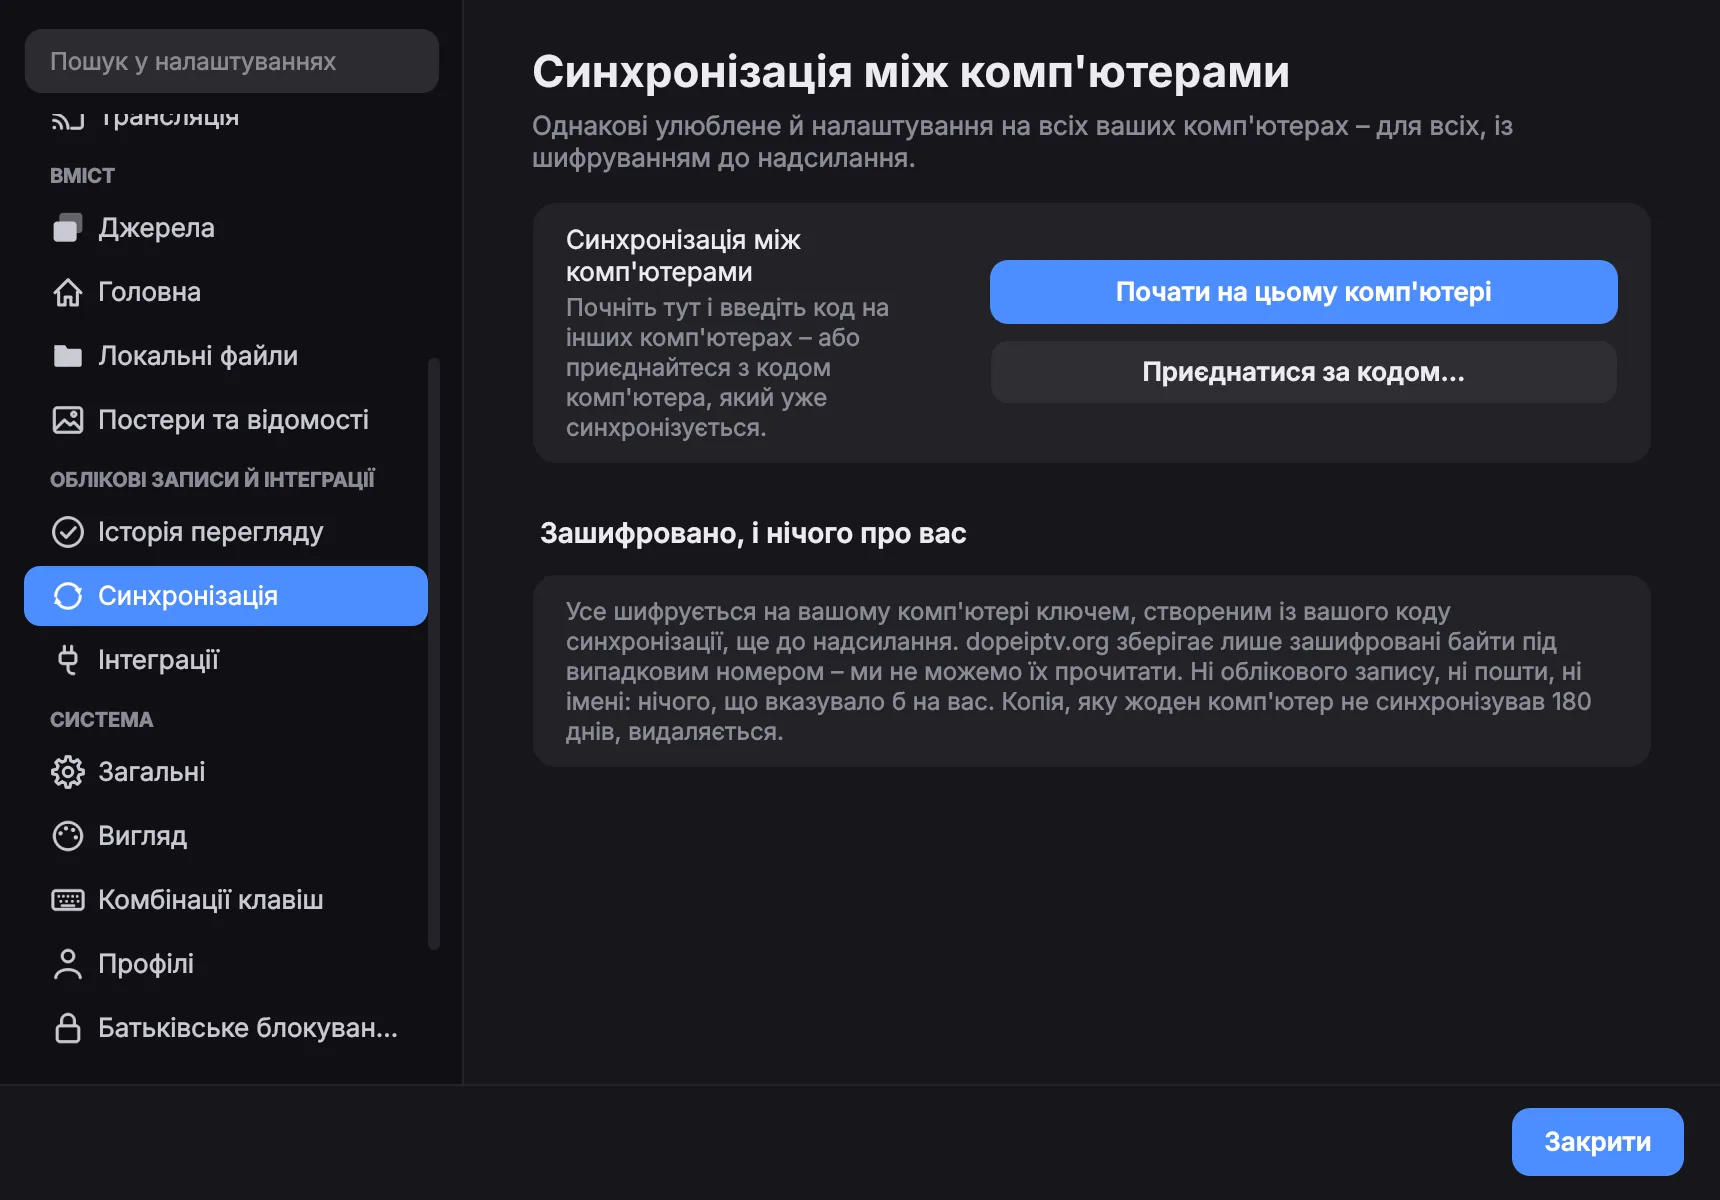 Пошук у налаштуваннях
Трансляція
ВМІСТ
Джерела
Головна
Локальні файли
Постери та відомості
ОБЛІКОВІ ЗАПИСИ Й ІНТЕГРАЦІЇ
Історія перегляду
Синхронізація
Інтеграції
СИСТЕМА
Загальні
Вигляд
Комбінації клавіш
Профілі
Батьківське блокуван...
Синхронізація між комп'ютерами
Однакові улюблене й налаштування на всіх ваших комп'ютерах – для всіх, із
шифруванням до надсилання.
Синхронізація між
комп'ютерами
Почніть тут і введіть код на
інших комп'ютерах – або
приєднайтеся з кодом
комп'ютера, який уже
синхронізується.
Почати на цьому комп'ютері
Приєднатися за кодом...
Зашифровано, і нічого про вас
Усе шифрується на вашому комп'ютері ключем, створеним із вашого коду
синхронізації, ще до надсилання. dopeiptv.org зберігає лише зашифровані байти під
випадковим номером – ми не можемо їх прочитати. Ні облікового запису, ні пошти, ні
імені: нічого, що вказувало б на вас. Копія, яку жоден комп'ютер не синхронізував 180
днів, видаляється.
Закрити